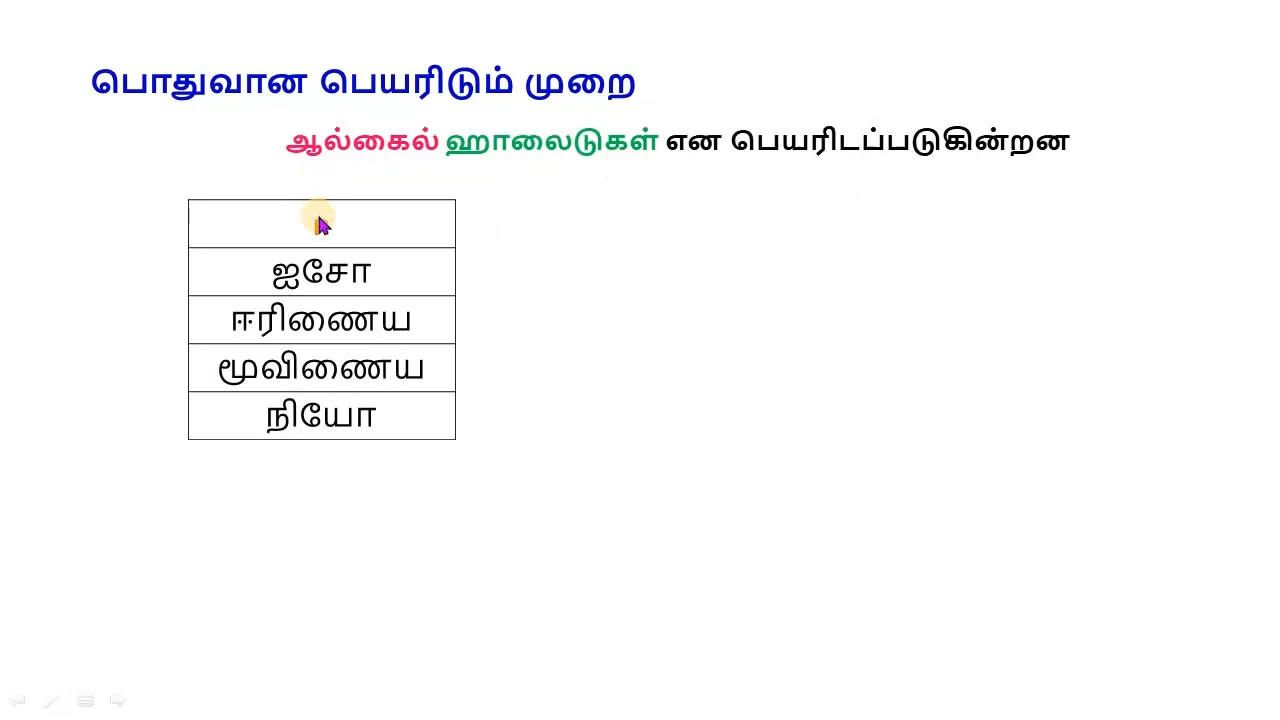 பொதுவான பெயரிடும் முறை
ஆல்கைல் ஹாலைடுகள் என பெயரிடப்படுகின்றன
ஐசோ
ஈரிணைய
மூவிணைய
நியோ